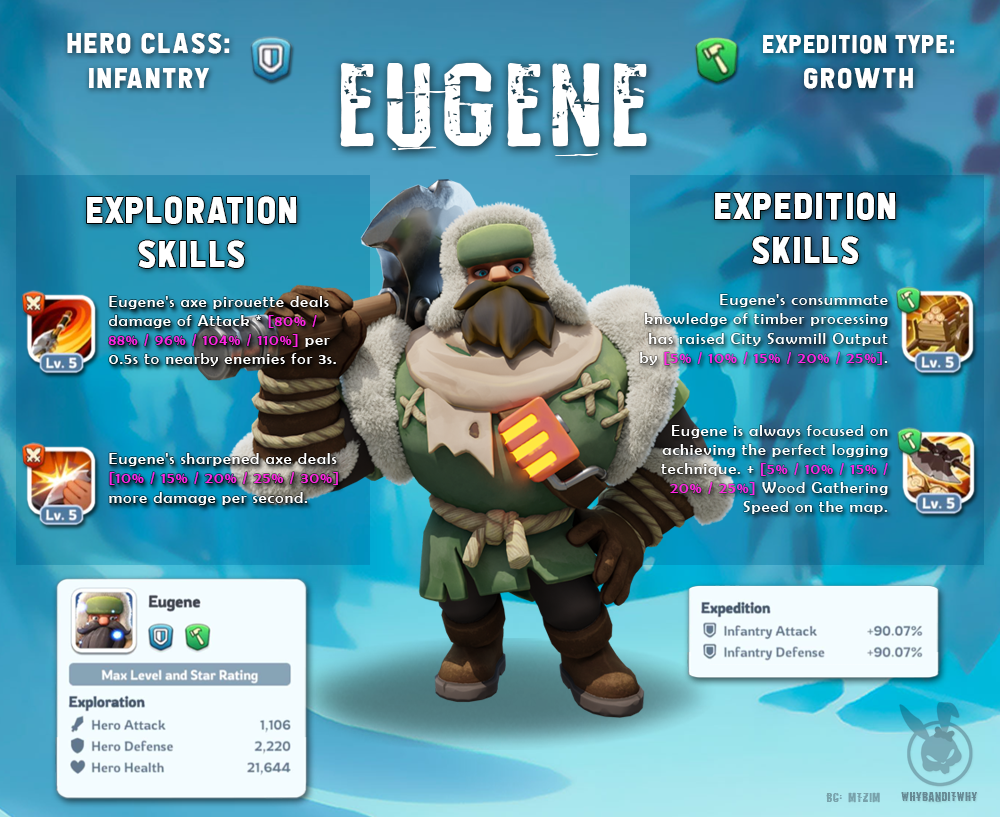 HERO CLASS:
INFANTRY
EUGENE
EXPEDITION TYPE:
GROWTH
EXPLORATION
SKILLS
Eugene's axe pirouette deals
damage of Attack * [80% /
88% / 96% / 104% / 110%] per
0.5s to nearby enemies for 3s.
Lv. 5
Eugene's sharpened axe deals
[10% / 15% / 20% / 25% / 30%]
more damage per second.
Lv. 5
EXPEDITION
SKILLS
Eugene's consummate
knowledge of timber processing
has raised City Sawmill Output
by [5% / 10% / 15% / 20% / 25%].
Lv. 5
Eugene is always focused on
achieving the perfect logging
technique. + [5% / 10% / 15% /
20% / 25%] Wood Gathering
Speed on the map.
Lv. 5
Eugene
Max Level and Star Rating
Exploration
Hero Attack 1,106
Hero Defense 2,220
Hero Health 21,644
Expedition
Infantry Attack +90.07%
Infantry Defense +90.07%
BG: MTZIM
WHYBANDITWHY